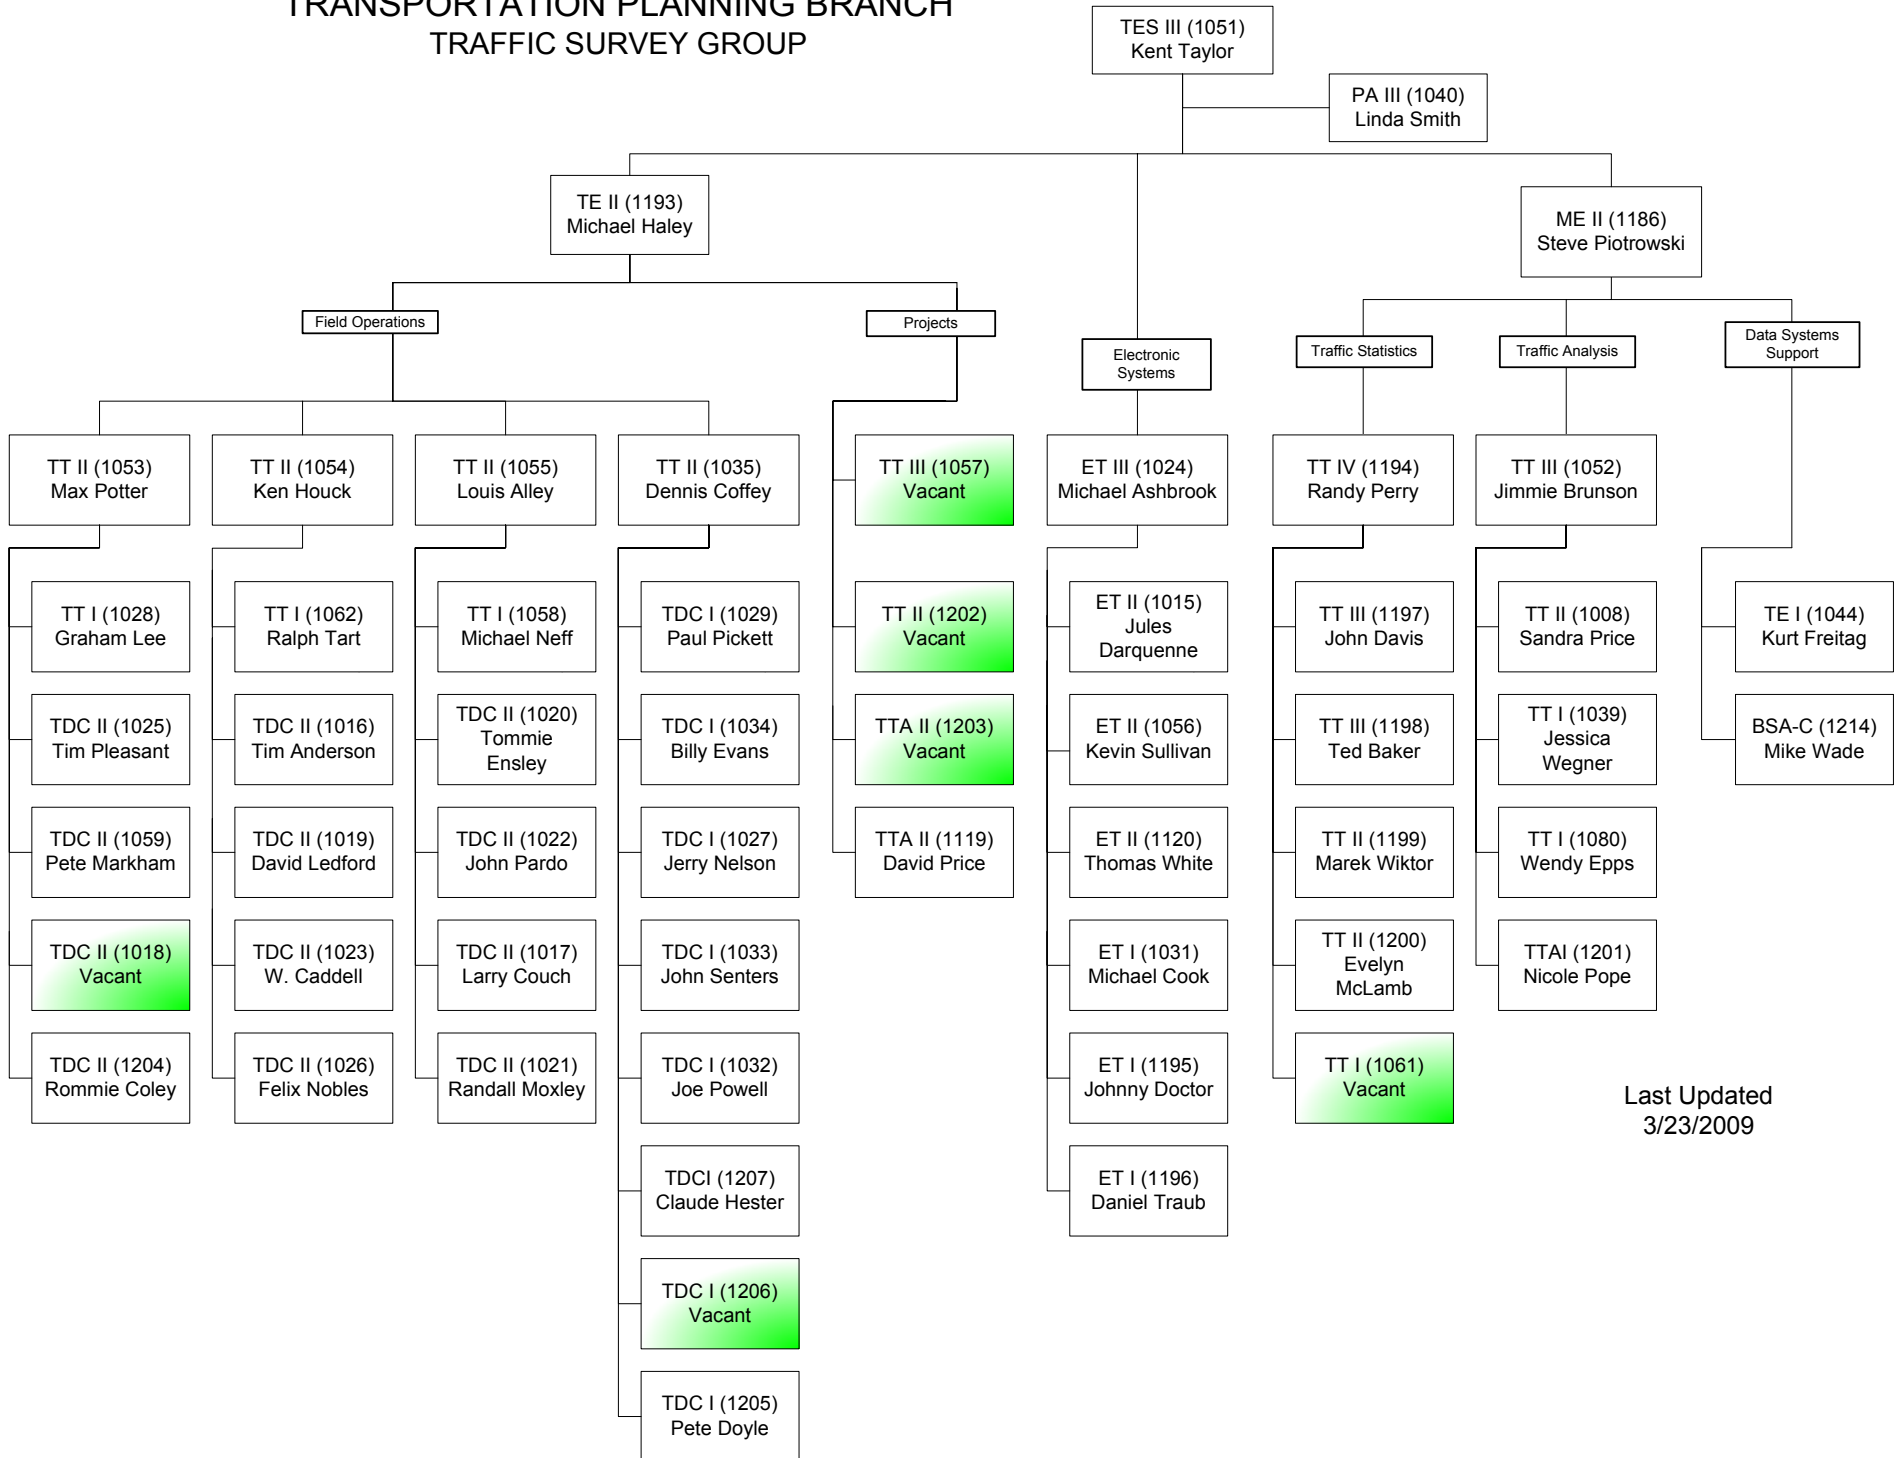 TRANSPORTATION PLANNING BRANCH
TRAFFIC SURVEY GROUP
TES III (1051)
Kent Taylor
PA III (1040)
Linda Smith
TE II (1193)
Michael Haley
ME II (1186)
Steve Piotrowski
Field Operations
Projects
Electronic
Systems
Traffic Statistics
Traffic Analysis
Data Systems
Support
TT II (1053)
Max Potter
TT II (1054)
Ken Houck
TT II (1055)
Louis Alley
TT II (1035)
Dennis Coffey
TT III (1057)
Vacant
ET III (1024)
Michael Ashbrook
TT IV (1194)
Randy Perry
TT III (1052)
Jimmie Brunson
TT I (1028)
Graham Lee
TT I (1062)
Ralph Tart
TT I (1058)
Michael Neff
TDC I (1029)
Paul Pickett
TT II (1202)
Vacant
ET II (1015)
Jules
Darquenne
TT III (1197)
John Davis
TT II (1008)
Sandra Price
TE I (1044)
Kurt Freitag
TDC II (1025)
Tim Pleasant
TDC II (1016)
Tim Anderson
TDC II (1020)
Tommie
Ensley
TDC I (1034)
Billy Evans
TTA II (1203)
Vacant
ET II (1056)
Kevin Sullivan
TT III (1198)
Ted Baker
TT I (1039)
Jessica
Wegner
BSA-C (1214)
Mike Wade
TDC II (1059)
Pete Markham
TDC II (1019)
David Ledford
TDC II (1022)
John Pardo
TDC I (1027)
Jerry Nelson
TTA II (1119)
David Price
ET II (1120)
Thomas White
TT II (1199)
Marek Wiktor
TT I (1080)
Wendy Epps
TDC II (1018)
Vacant
TDC II (1023)
W. Caddell
TDC II (1017)
Larry Couch
TDC I (1033)
John Senters
ET I (1031)
Michael Cook
TT II (1200)
Evelyn
McLamb
TTAI (1201)
Nicole Pope
TDC II (1204)
Rommie Coley
TDC II (1026)
Felix Nobles
TDC II (1021)
Randall Moxley
TDC I (1032)
Joe Powell
ET I (1195)
Johnny Doctor
TT I (1061)
Vacant
Last Updated
3/23/2009
TDCI (1207)
Claude Hester
ET I (1196)
Daniel Traub
TDC I (1206)
Vacant
TDC I (1205)
Pete Doyle